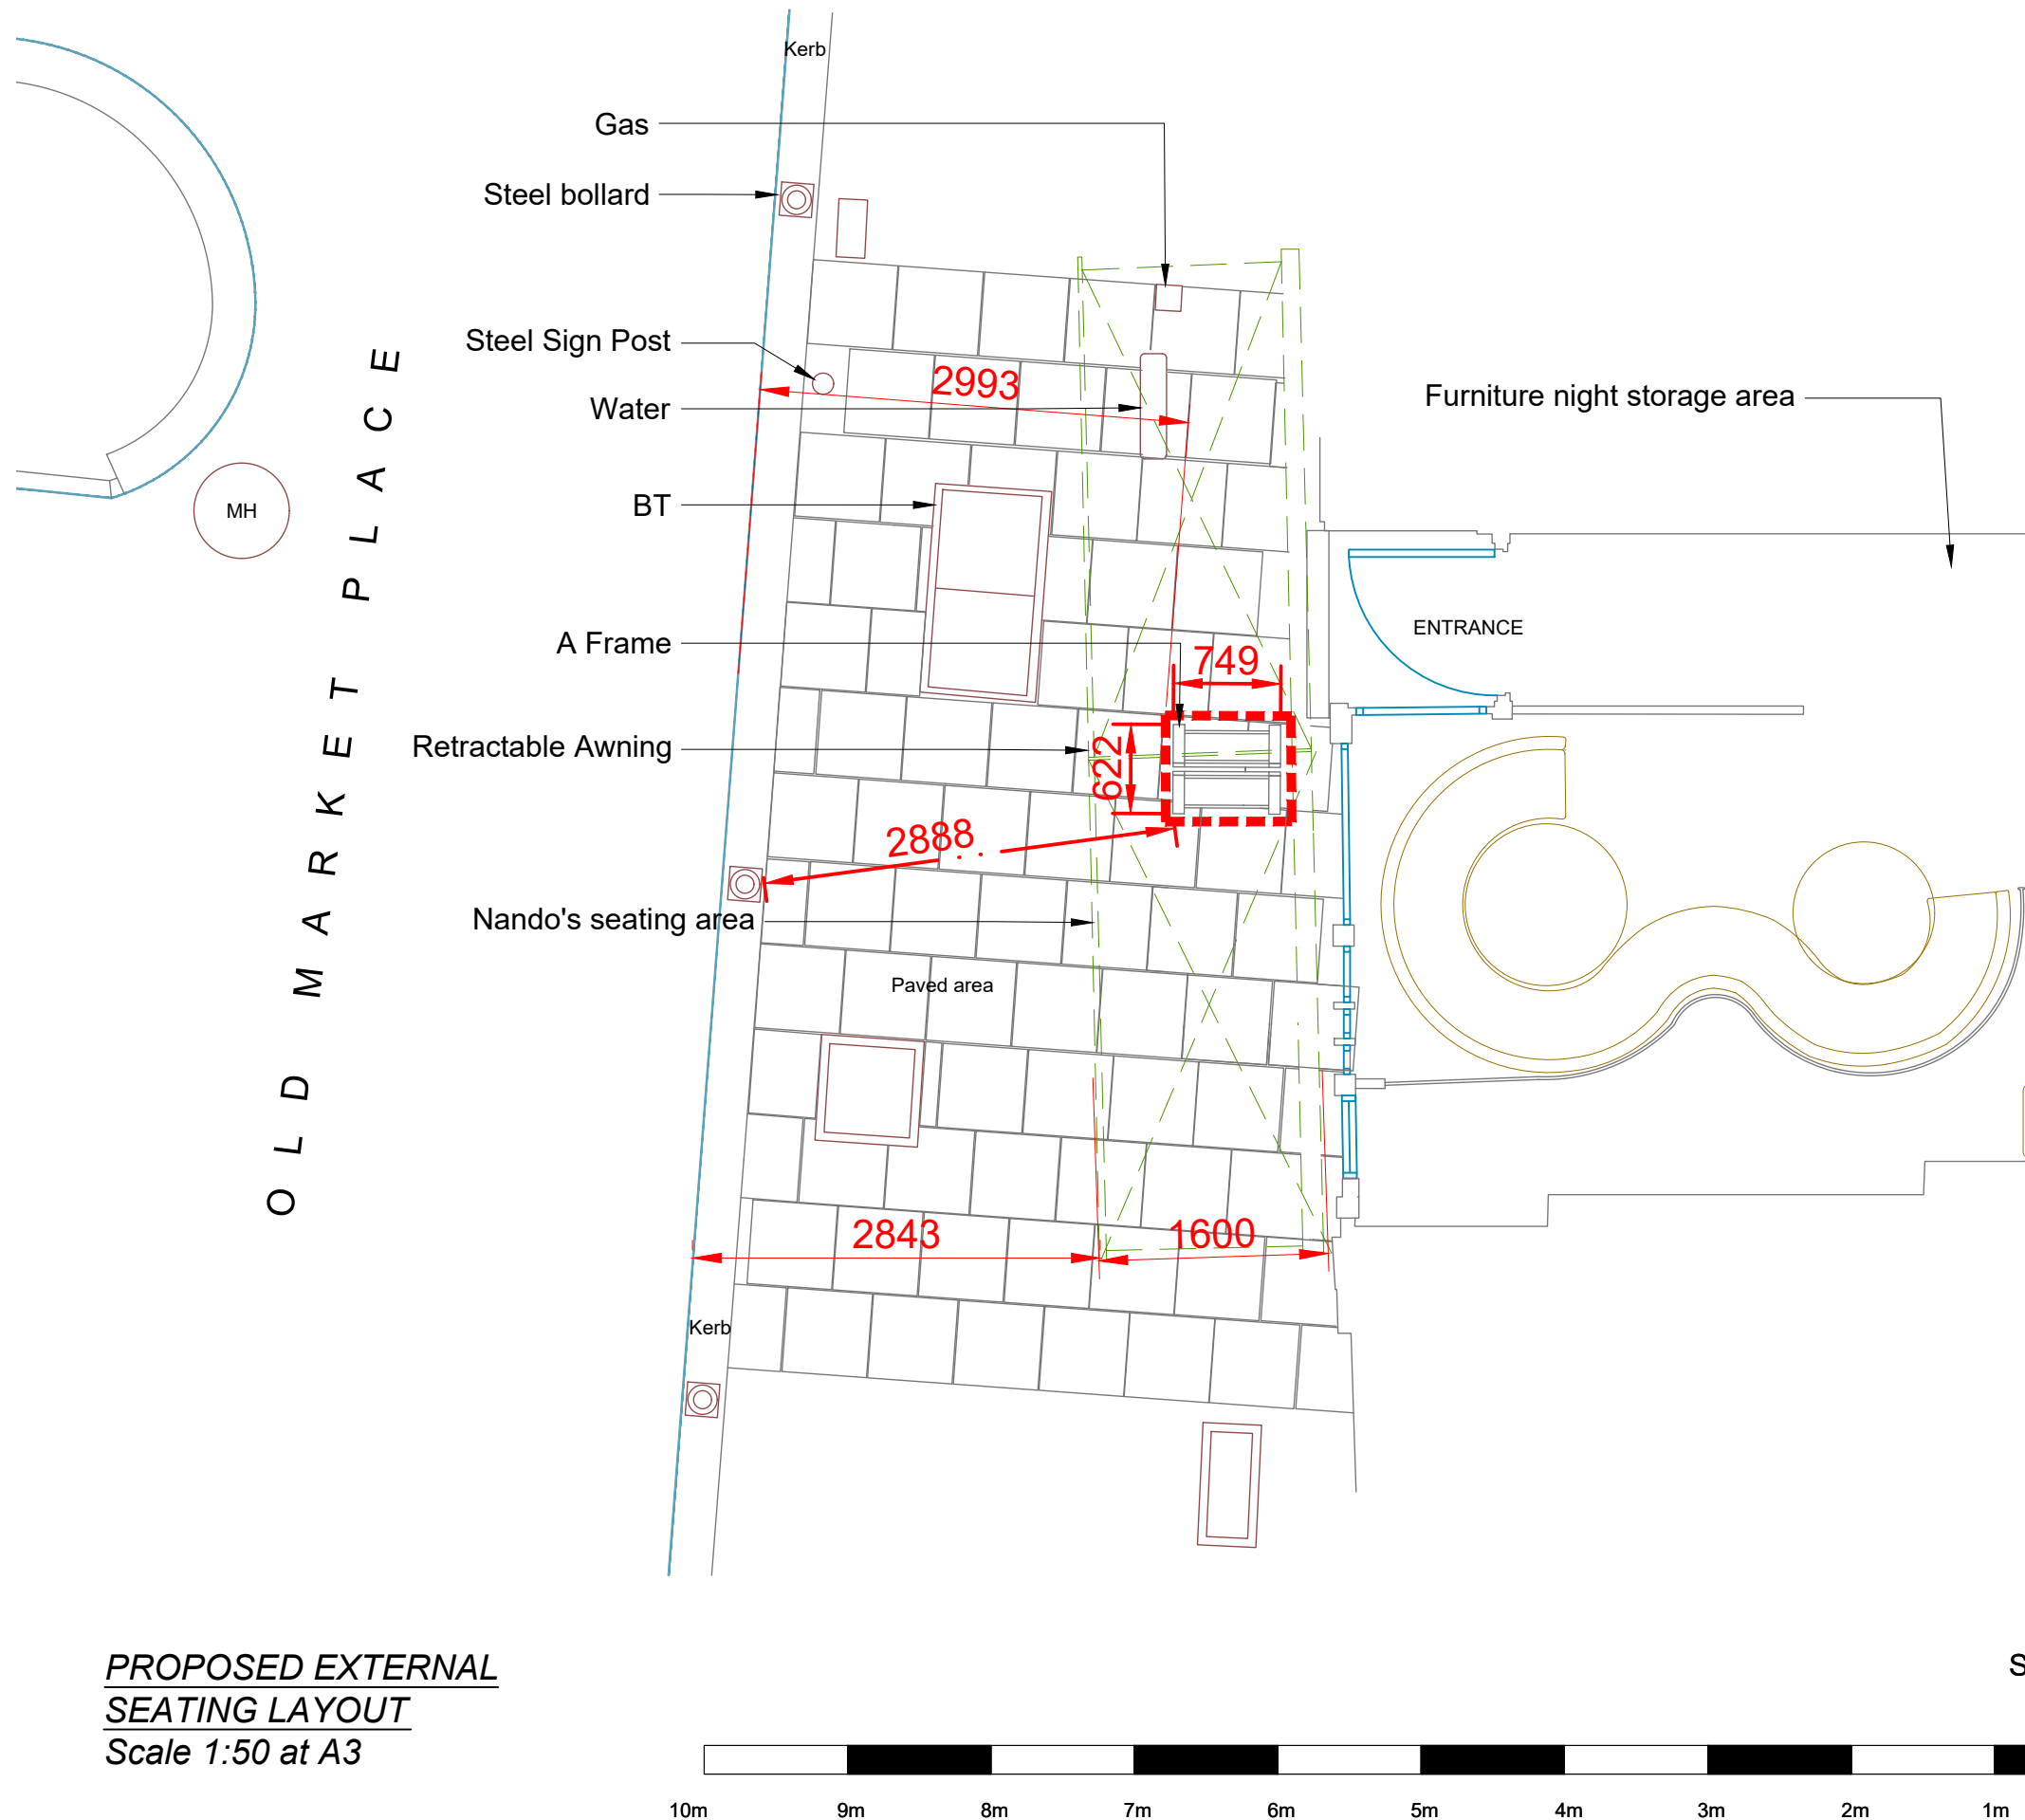 Kerb
Gas
Steel bollard
Steel Sign Post
2993
Furniture night storage area
Water
BT
MH
ENTRANCE
A Frame
749
Retractable Awning
622
2888
Nando's seating area
Paved area
OLD MARKET PLACE
2843
1600
Kerb
PROPOSED EXTERNAL
SEATING LAYOUT
Scale 1:50 at A3
S
10m 9m 8m 7m 6m 5m 4m 3m 2m 1m